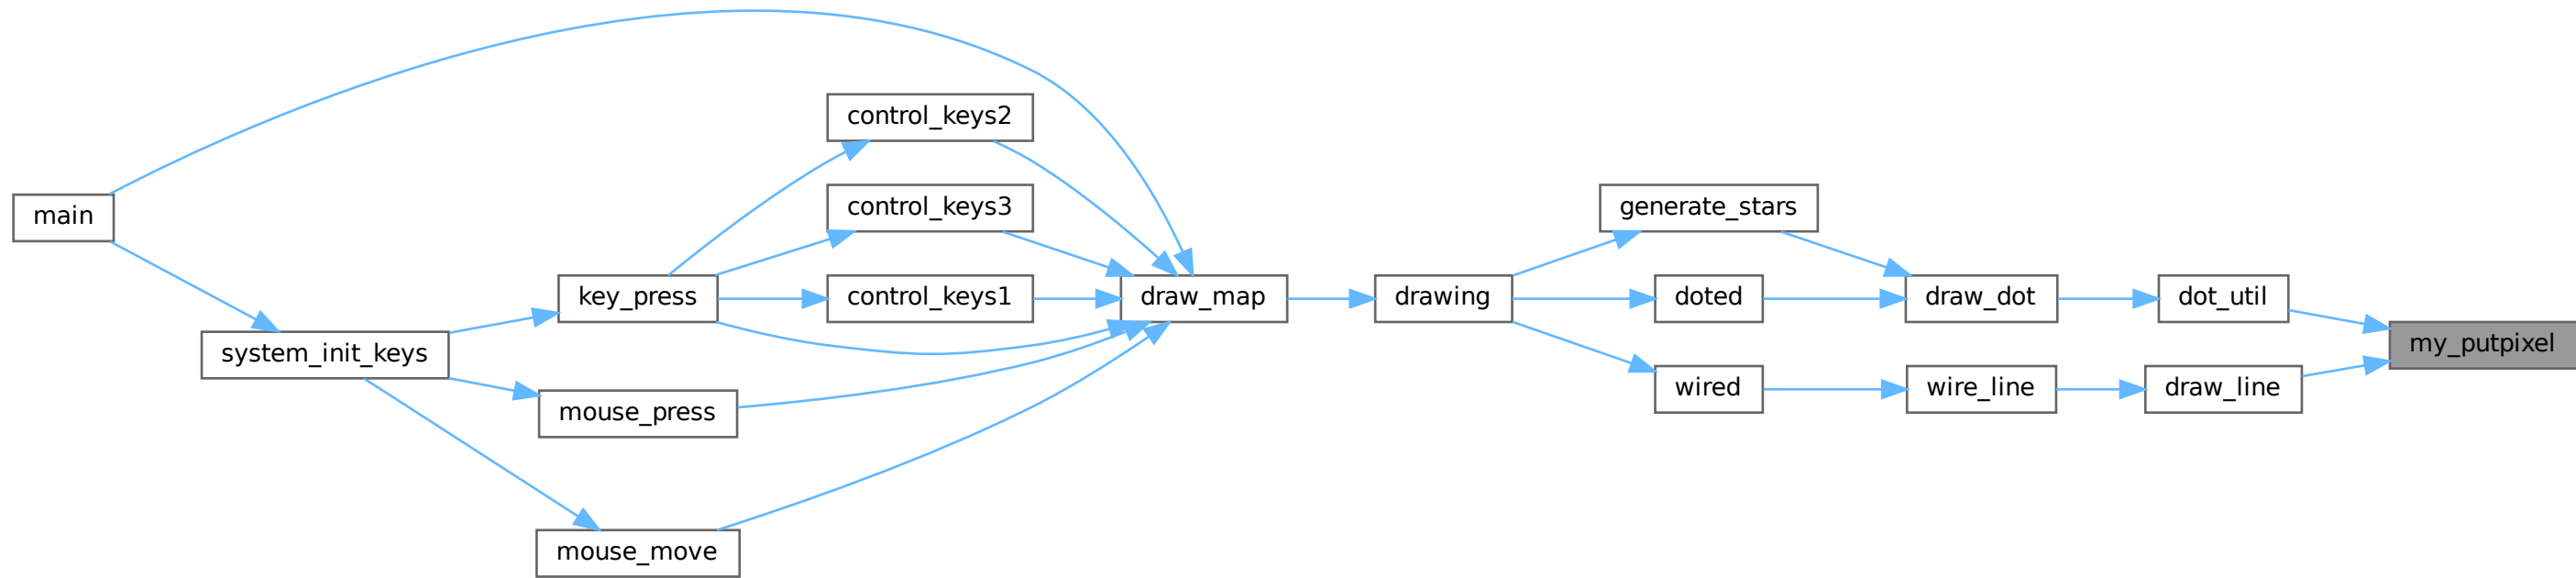 main
system_init_keys
key_press
mouse_press
mouse_move
control_keys2
control_keys3
control_keys1
draw_map
drawing
generate_stars
doted
wired
draw_dot
wire_line
dot_util
draw_line
my_putpixel